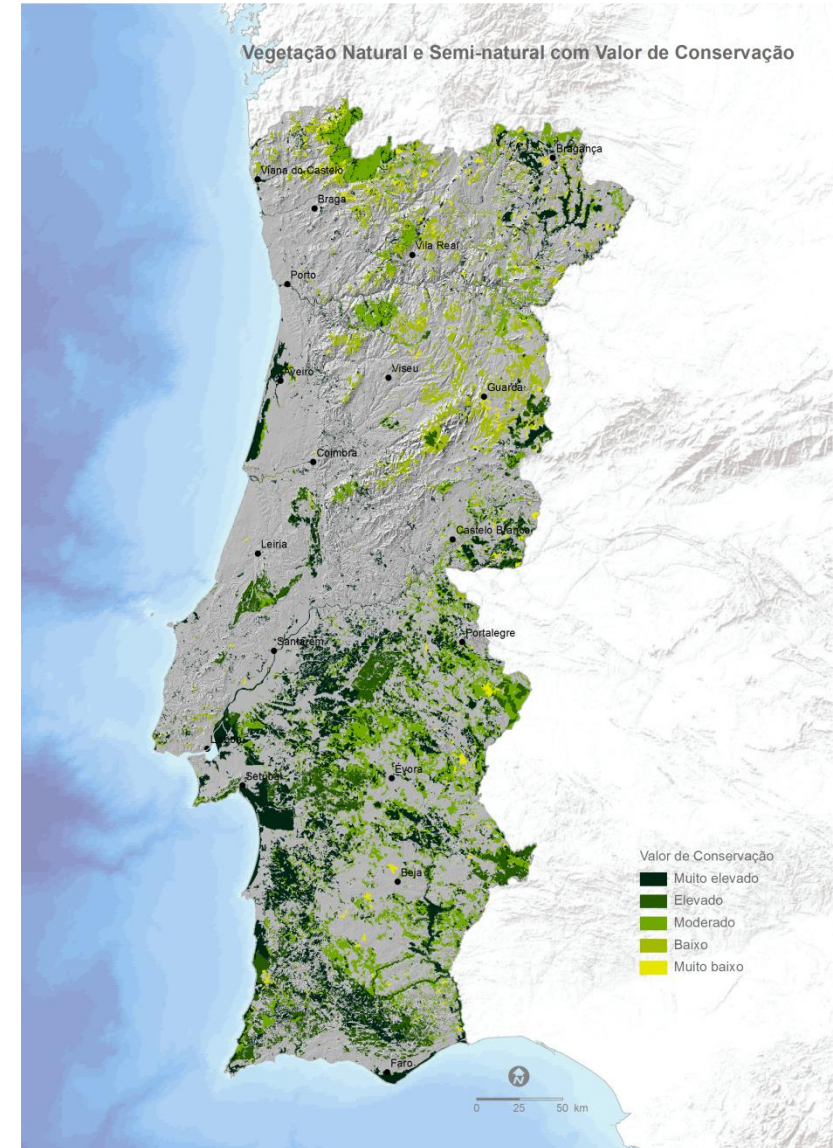 Vegetação Natural e Semi-natural com Valor de Conservação
Bragança
Viana do Castelo
Braga
Vila Real
Porto
Viseu
Aveiro
Guarda
Coimbra
Castelo Branco
Leiria
Portalegre
Santarém
Setúbal
Évora
Beja
Faro
Valor de Conservação
Muito elevado
Elevado
Moderado
Baixo
Muito baixo
N
0 25 50 km